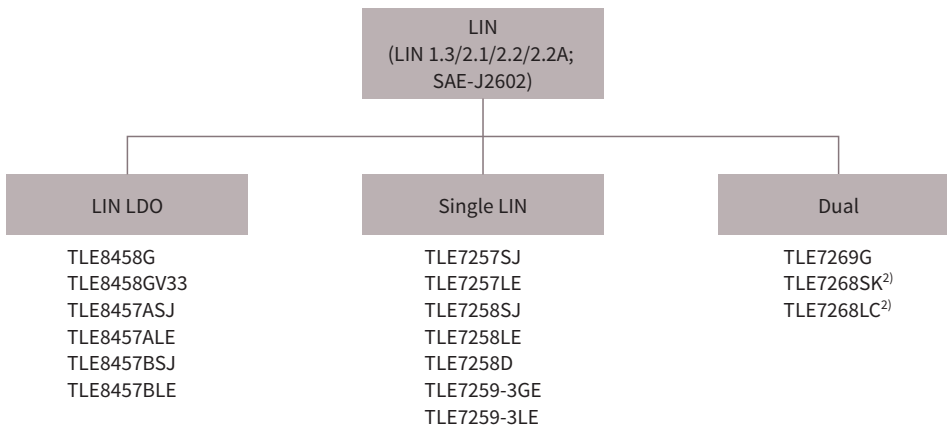 LIN
(LIN 1.3/2.1/2.2/2.2A;
SAE-J2602)
LIN LDO
TLE8458G
TLE8458GV33
TLE8457ASJ
TLE8457ALE
TLE8457BSJ
TLE8457BLE
Single LIN
TLE7257SJ
TLE7257LE
TLE7258SJ
TLE7258LE
TLE7258D
TLE7259-3GE
TLE7259-3LE
Dual
TLE7269G
TLE7268SK²⁾
TLE7268LC²⁾